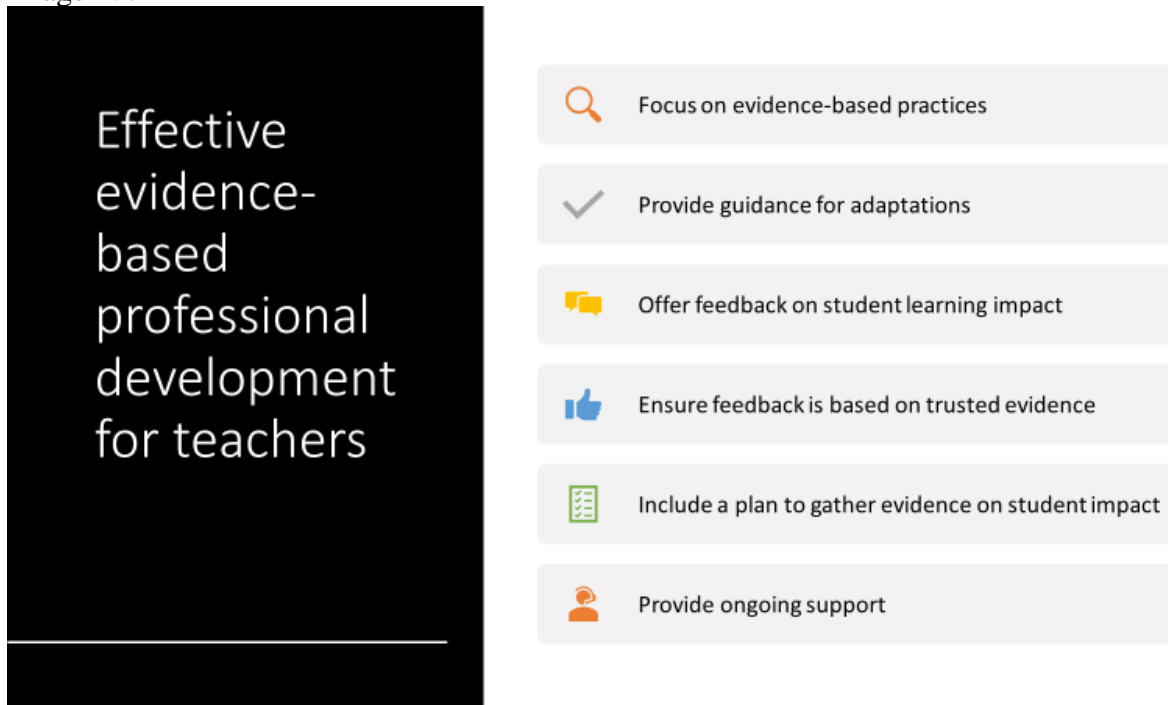 Effective
evidence-
based
professional
development
for teachers
Focus on evidence-based practices
Provide guidance for adaptations
Offer feedback on student learning impact
Ensure feedback is based on trusted evidence
Include a plan to gather evidence on student impact
Provide ongoing support